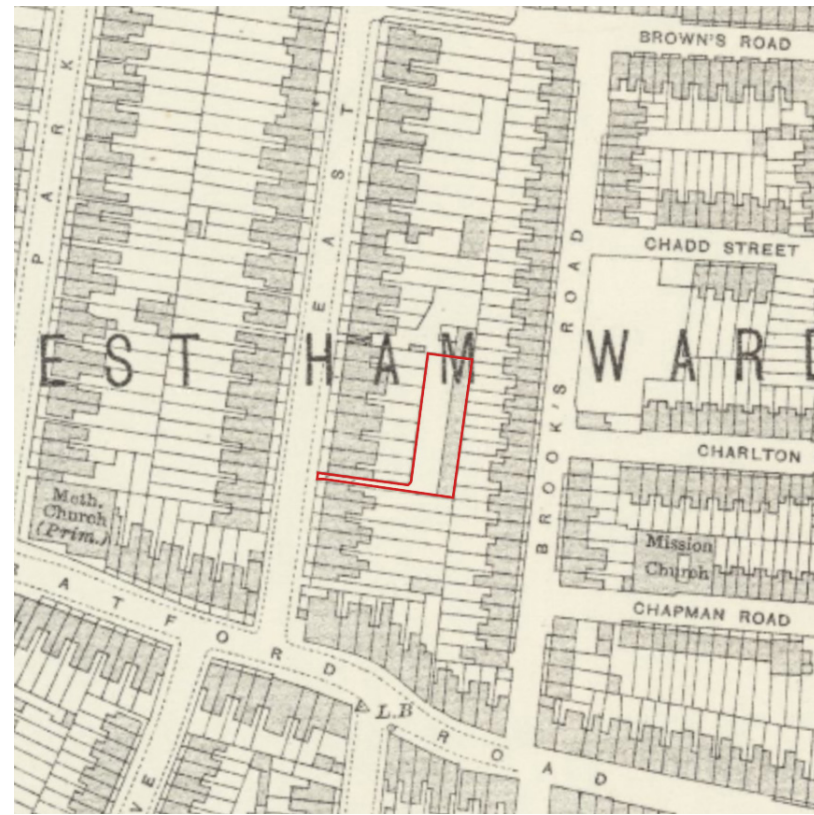 BROWN'S ROAD
PARK
EAST
CHADD STREET
BROOK'S ROAD
EST HAM WARD
CHARLTON
Meth.
Church
(Prim.)
Mission
Church
CHAPMAN ROAD
RATFORD ROAD
L.B
VE